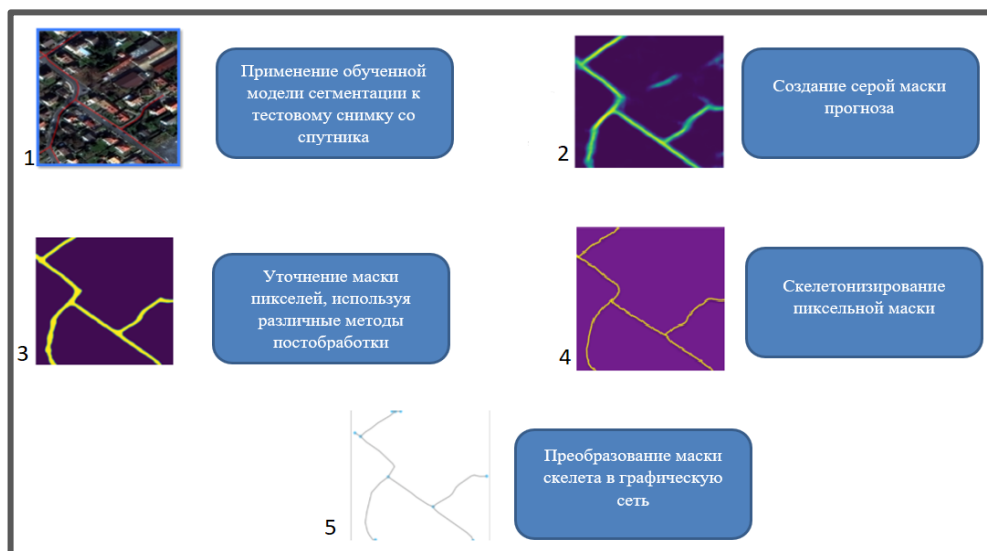 1
Применение обученной
модели сегментации к
тестовому снимку со
спутника
2
Создание серой маски
прогноза
3
Уточнение маски
пикселей, используя
различные методы
постобработки
4
Скелетонизирование
пиксельной маски
5
Преобразование маски
скелета в графическую
сеть